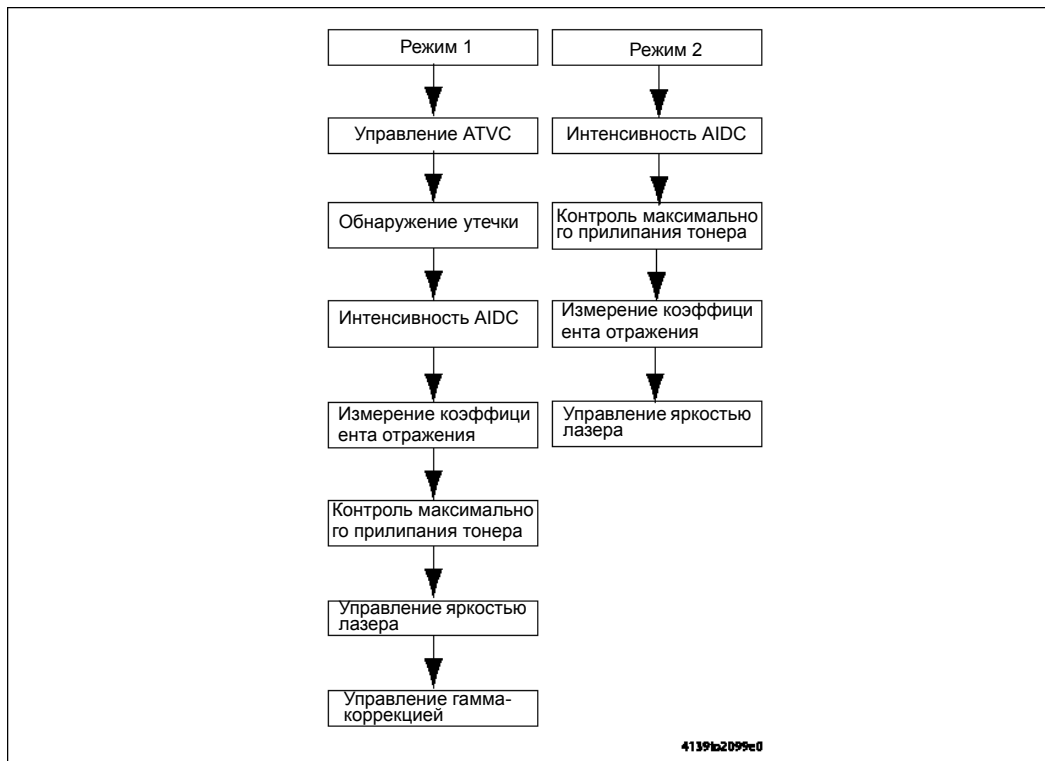 Режим 1
Управление ATVC
Обнаружение утечки
Интенсивность AIDC
Измерение коэффици
ента отражения
Контроль максимально
го прилипания тонера
Управление яркостью
лазера
Управление гамма-
коррекцией
Режим 2
Интенсивность AIDC
Контроль максимально
го прилипания тонера
Измерение коэффици
ента отражения
Управление яркостью
лазера